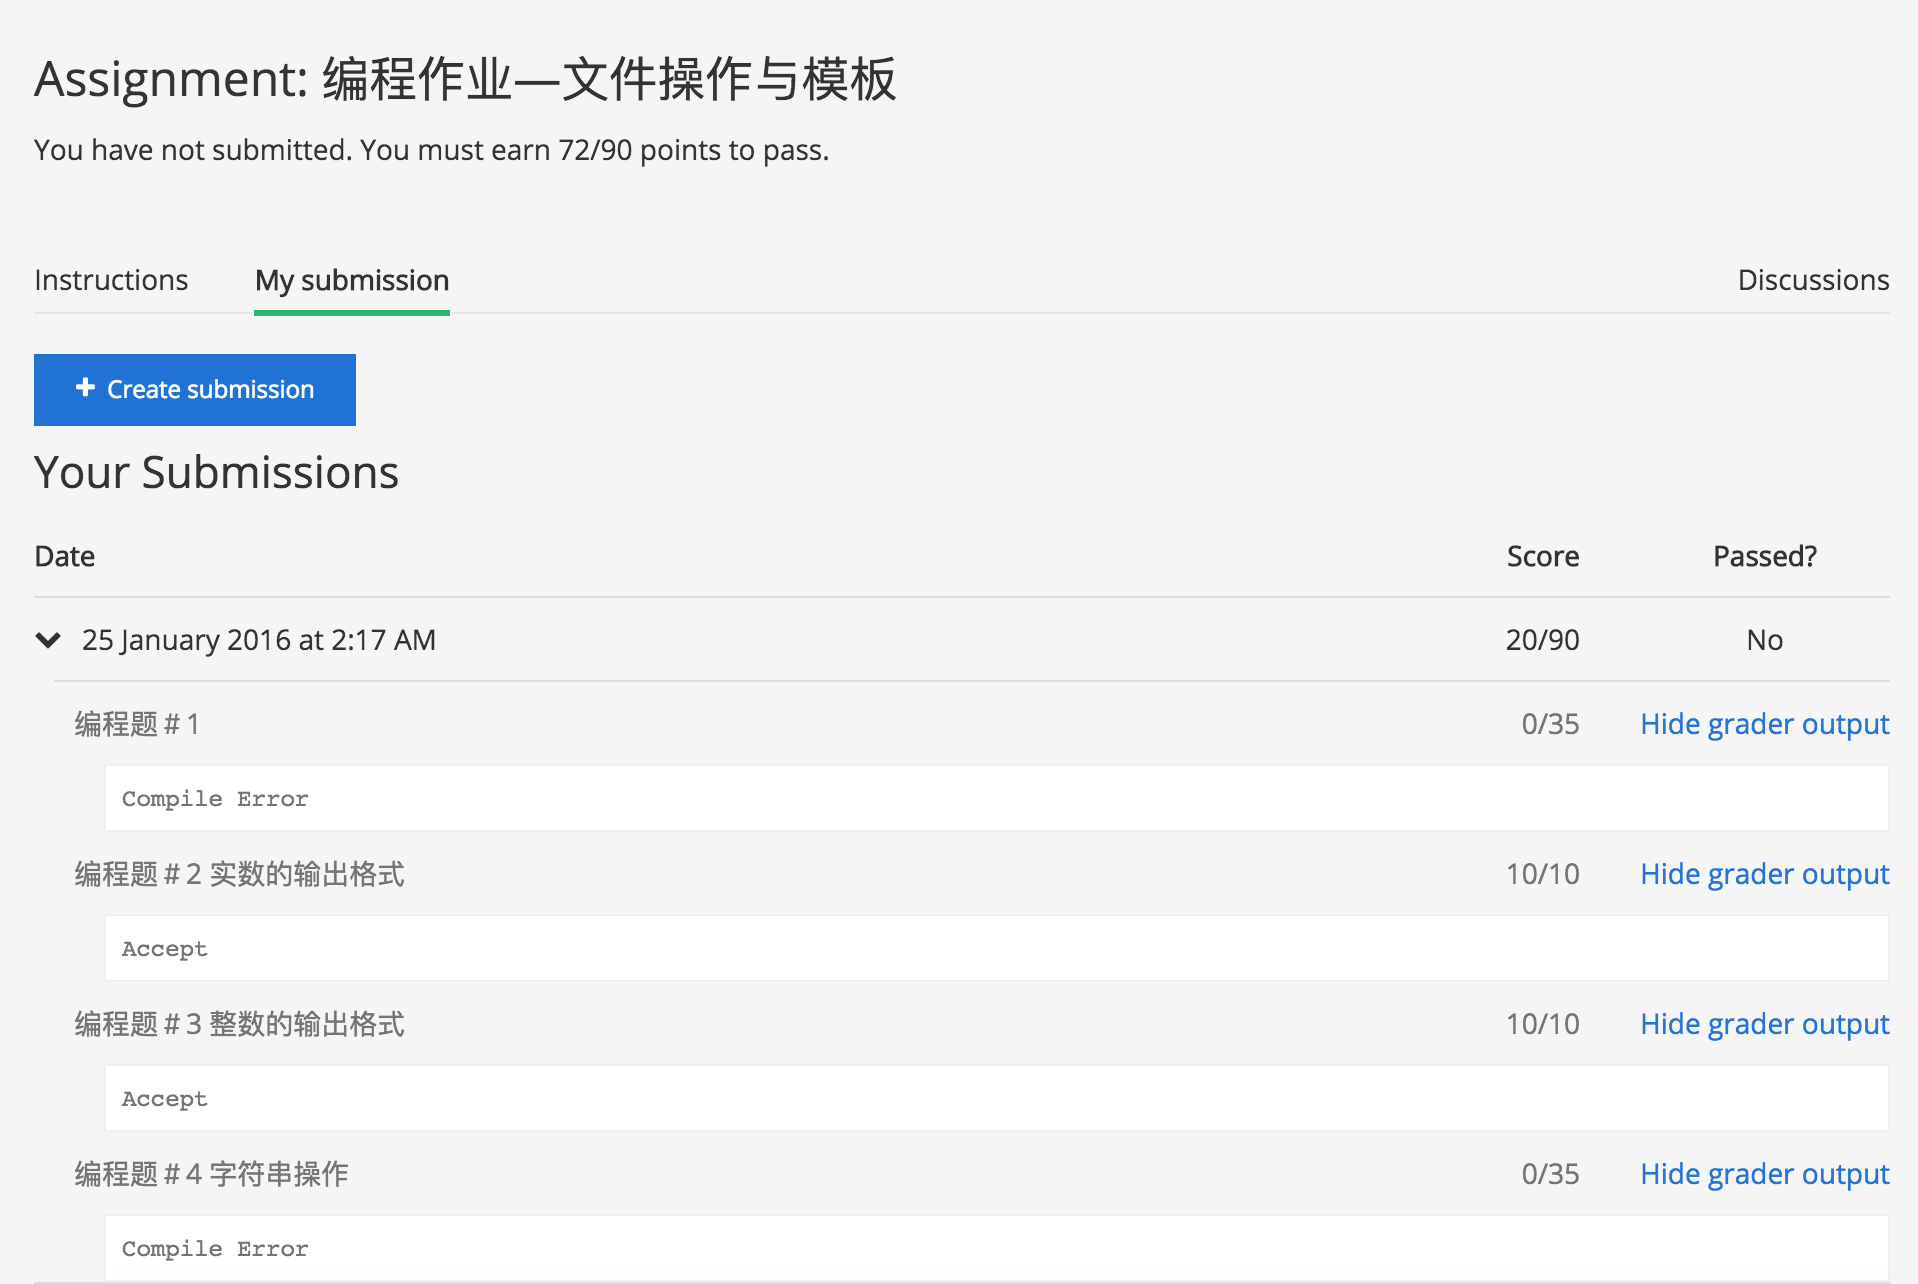 Assignment: 编程作业—文件操作与模板
You have not submitted. You must earn 72/90 points to pass.
Instructions My submission Discussions
+ Create submission
Your Submissions
Date Score Passed?
25 January 2016 at 2:17 AM 20/90 No
编程题＃1 0/35 Hide grader output
Compile Error
编程题＃2 实数的输出格式 10/10 Hide grader output
Accept
编程题＃3 整数的输出格式 10/10 Hide grader output
Accept
编程题＃4 字符串操作 0/35 Hide grader output
Compile Error